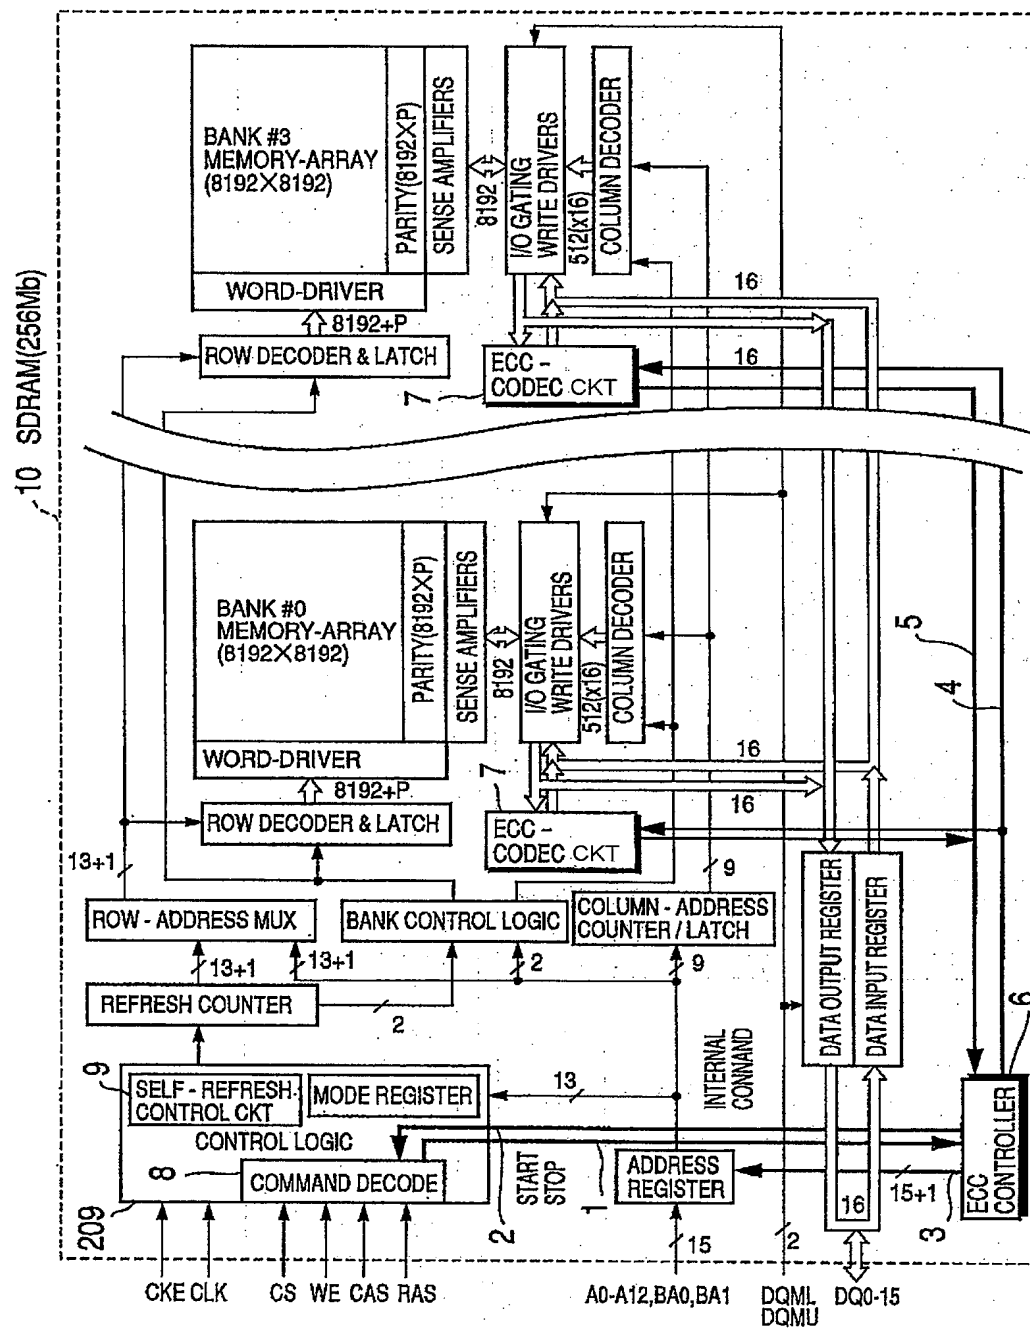 10 SDRAM(256Mb)
BANK #3
MEMORY-ARRAY
(8192×8192)
PARITY(8192×P)
SENSE AMPLIFIERS
WORD-DRIVER
8192+P
ROW DECODER & LATCH
8192
I/O GATING
WRITE DRIVERS
512(x16)
COLUMN DECODER
16
16
7
ECC -
CODEC CKT
BANK #0
MEMORY-ARRAY
(8192×8192)
PARITY(8192×P)
SENSE AMPLIFIERS
WORD-DRIVER
8192+P
ROW DECODER & LATCH
8192
I/O GATING
WRITE DRIVERS
512(x16)
COLUMN DECODER
16
16
7
ECC -
CODEC CKT
5
4
13+1
9
ROW - ADDRESS MUX
BANK CONTROL LOGIC
COLUMN - ADDRESS
COUNTER / LATCH
13+1
13+1
2
9
REFRESH COUNTER
2
DATA OUTPUT REGISTER
DATA INPUT REGISTER
6
9
SELF - REFRESH
CONTROL CKT
MODE REGISTER
CONTROL LOGIC
13
INTERNAL
CONNAND
8
COMMAND DECODE
START
STOP
2
1
ADDRESS
REGISTER
15+1
3
ECC
CONTROLLER
209
15
2
16
CKE
CLK
CS
WE
CAS
RAS
A0-A12,BA0,BA1
DQML
DQMU
DQ0-15